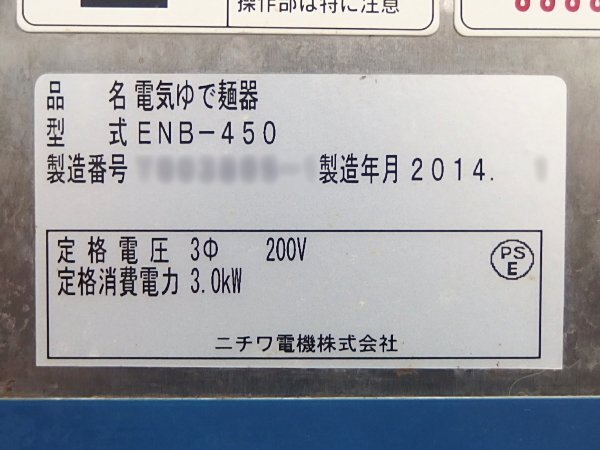 操作部は特に注意
品名 電気ゆで麺器
型式 ENB-450
製造番号 製造年月 2014.
定格電圧 3Φ 200V
定格消費電力 3.0kW
PS
E
ニチワ電機株式会社